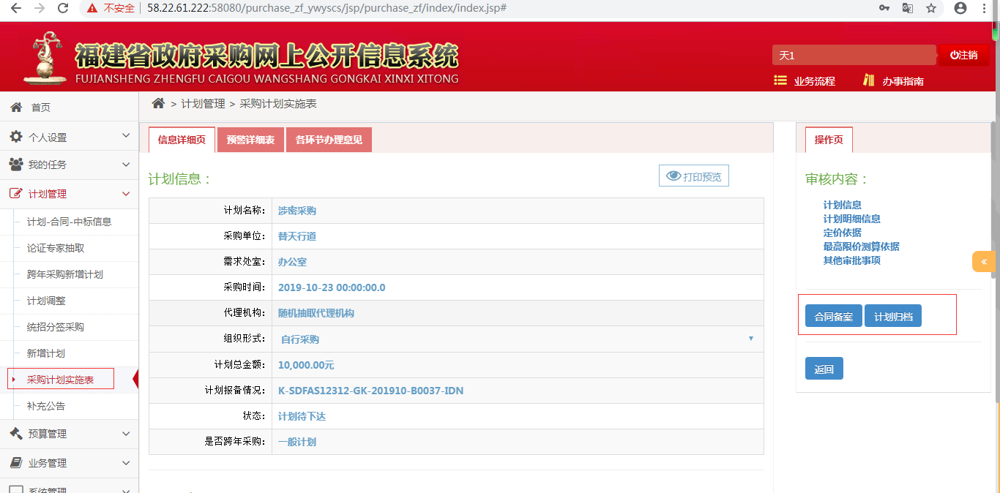 不安全 58.22.61.222:58080/purchase_zf_ywyscs/jsp/purchase_zf/index/index.jsp#
福建省政府采购网上公开信息系统
FUJIANSHENG ZHENGFU CAIGOU WANGSHANG GONGKAI XINXI XITONG
天1
注销
业务流程
办事指南
首页
个人设置
我的任务
计划管理
计划-合同-中标信息
论证专家抽取
跨年采购新增计划
计划调整
统招分签采购
新增计划
采购计划实施表
补充公告
预算管理
业务管理
系统管理
> 计划管理 > 采购计划实施表
信息详细页 预警详细表 各环节办理意见
计划信息：
打印预览
计划名称： 涉密采购
采购单位： 替天行道
需求处室： 办公室
采购时间： 2019-10-23 00:00:00.0
代理机构： 随机抽取代理机构
组织形式： 自行采购
计划总金额： 10,000.00元
计划报备情况： K-SDFAS12312-GK-201910-B0037-IDN
状态： 计划待下达
是否跨年采购： 一般计划
操作页
审核内容：
计划信息
计划明细信息
定价依据
最高限价测算依据
其他审批事项
合同备案 计划归档
返回